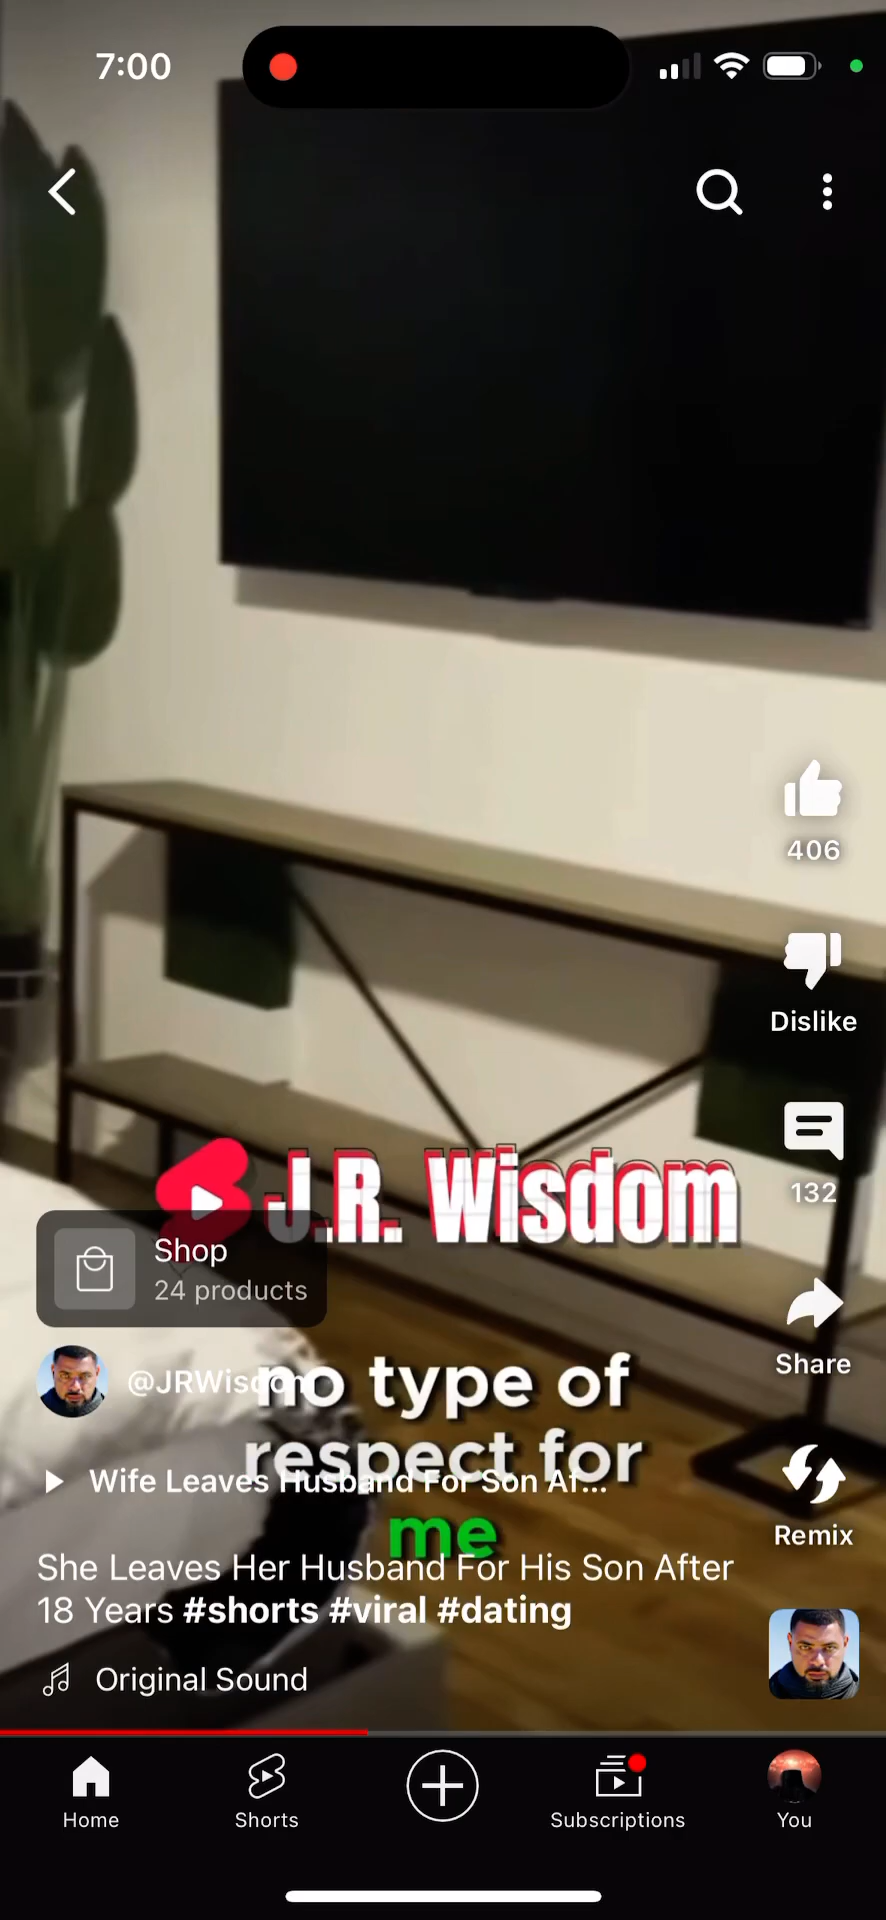 7:00
J.R. Wisdom
Shop
24 products
@JRWisdom
no type of
respect for
me
Wife Leaves Husband For Son Af...
She Leaves Her Husband For His Son After
18 Years #shorts #viral #dating
Original Sound
406
Dislike
132
Share
Remix
Home
Shorts
Subscriptions
You